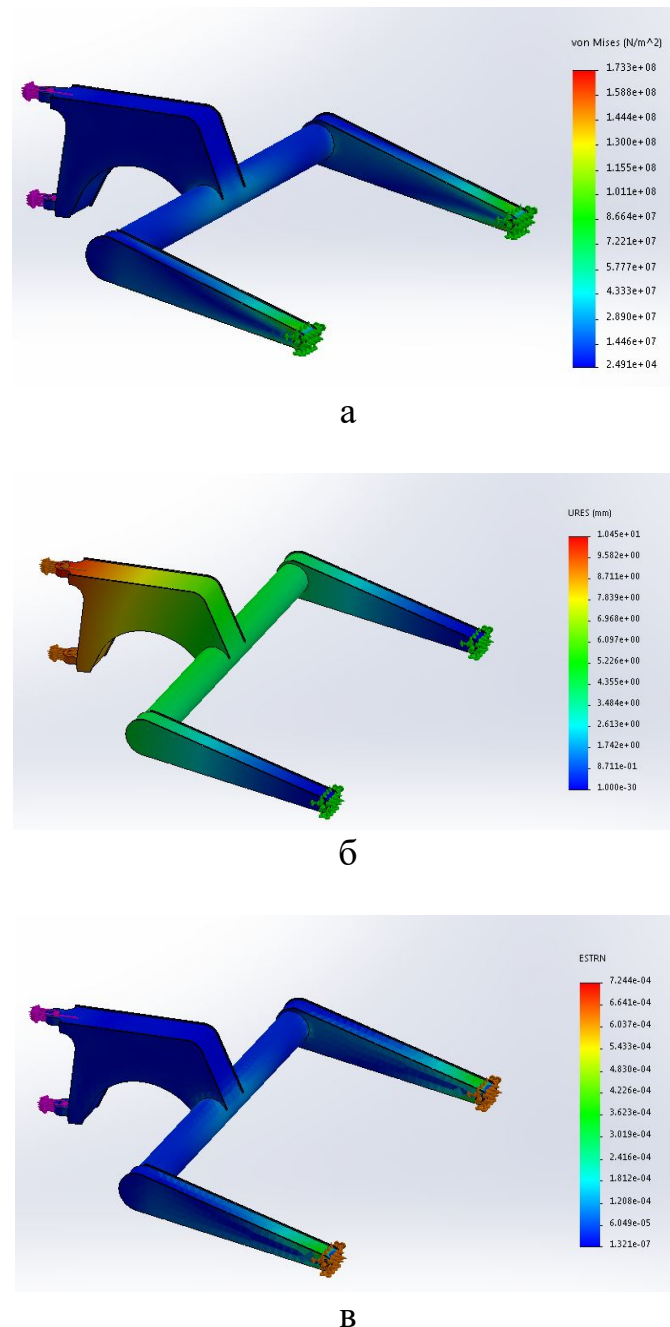 von Mises (N/m^2)
1.733e+08
1.588e+08
1.444e+08
1.300e+08
1.155e+08
1.011e+08
8.664e+07
7.221e+07
5.777e+07
4.333e+07
2.890e+07
1.446e+07
2.491e+04
а
URES (mm)
1.045e+01
9.582e+00
8.711e+00
7.839e+00
6.968e+00
6.097e+00
5.226e+00
4.355e+00
3.484e+00
2.613e+00
1.742e+00
8.711e-01
1.000e-30
б
ESTRN
7.244e-04
6.641e-04
6.037e-04
5.433e-04
4.830e-04
4.226e-04
3.623e-04
3.019e-04
2.416e-04
1.812e-04
1.208e-04
6.049e-05
1.321e-07
в